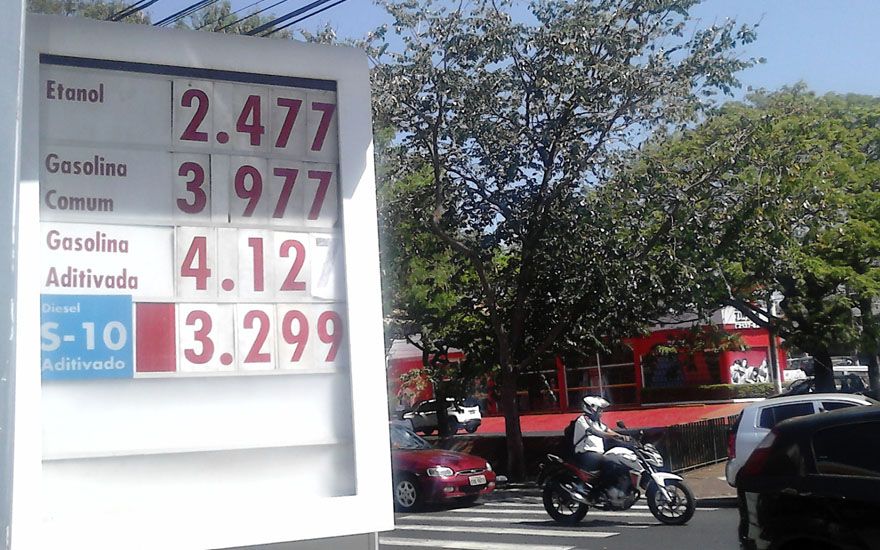 Etanol 2.477
Gasolina
Comum 3 977
Gasolina
Aditivada 4.12
Diesel
S-10
Aditivado 3.299